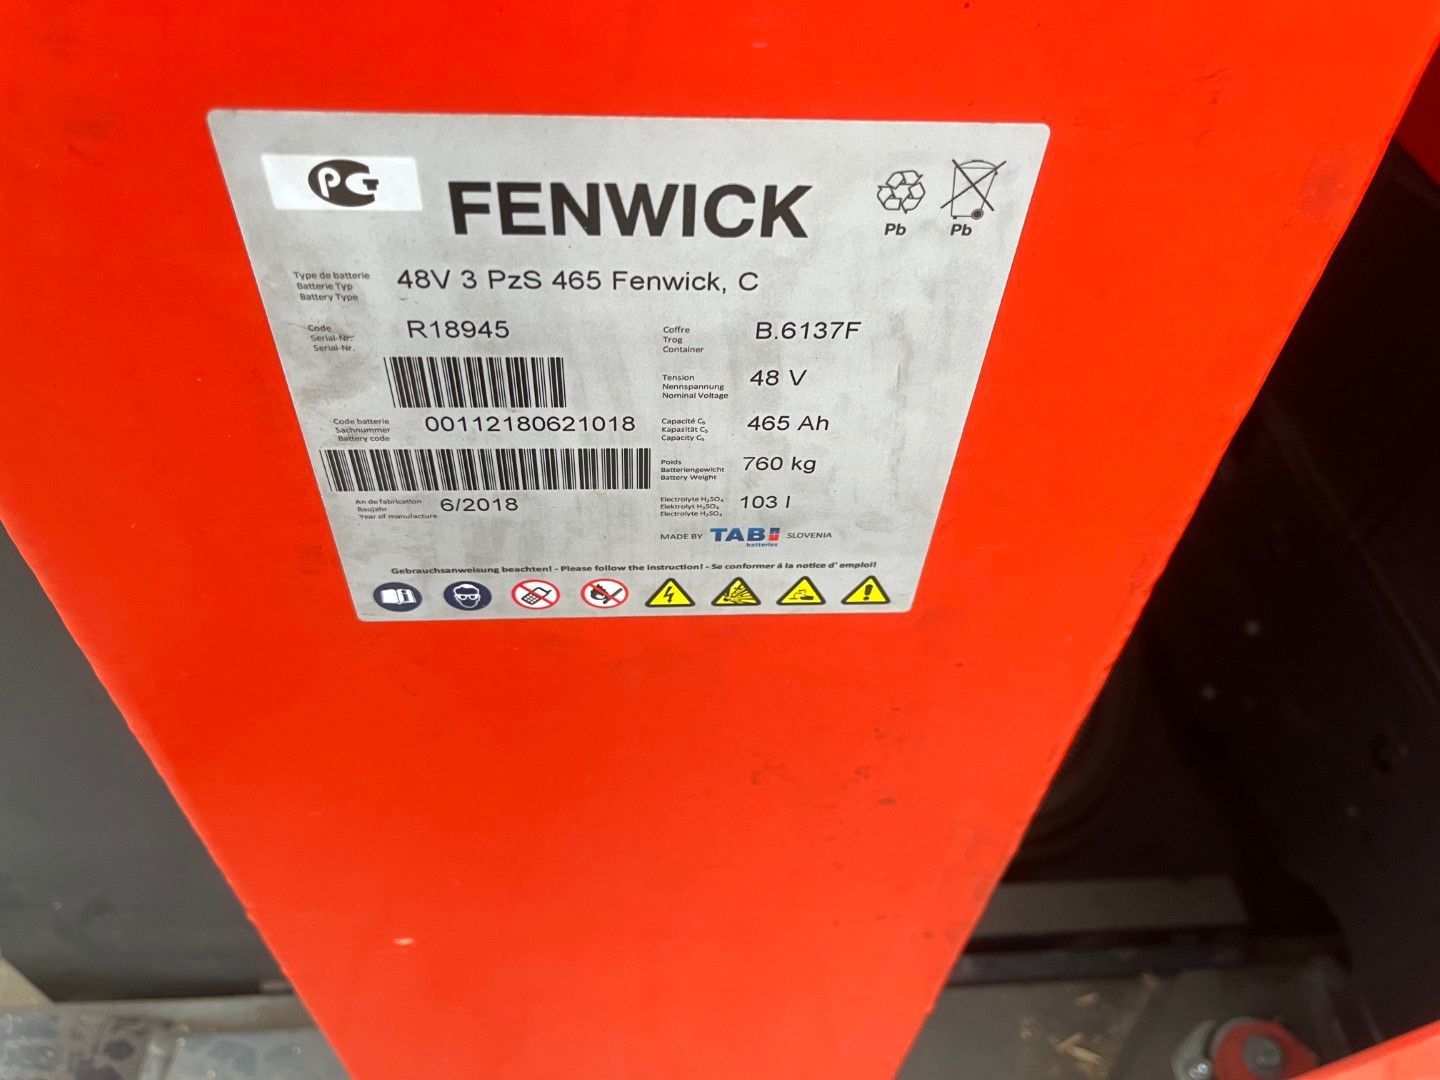 PG
FENWICK
Pb
Pb
Type de batterie
Batterie Typ
Battery Type
48V 3 PzS 465 Fenwick, C
Code
Serial-Nr.
Serial-Nr.
R18945
Coffre
Trog
Container
B.6137F
Tension
Nennspannung
Nominal Voltage
48 V
Code batterie
Sachnummer
Battery code
00112180621018
Capacité C₅
Kapazität C₅
Capacity C₅
465 Ah
Poids
Batteriengewicht
Battery Weight
760 kg
An de fabrication
Baujahr
Year of manufacture
6/2018
Electrolyte H₂SO₄
Elektrolyt H₂SO₄
Electrolyte H₂SO₄
103 l
MADE BY TAB batteries SLOVENIA
Gebrauchsanweisung beachten! - Please follow the instruction! - Se conformer á la notice d' emploi!